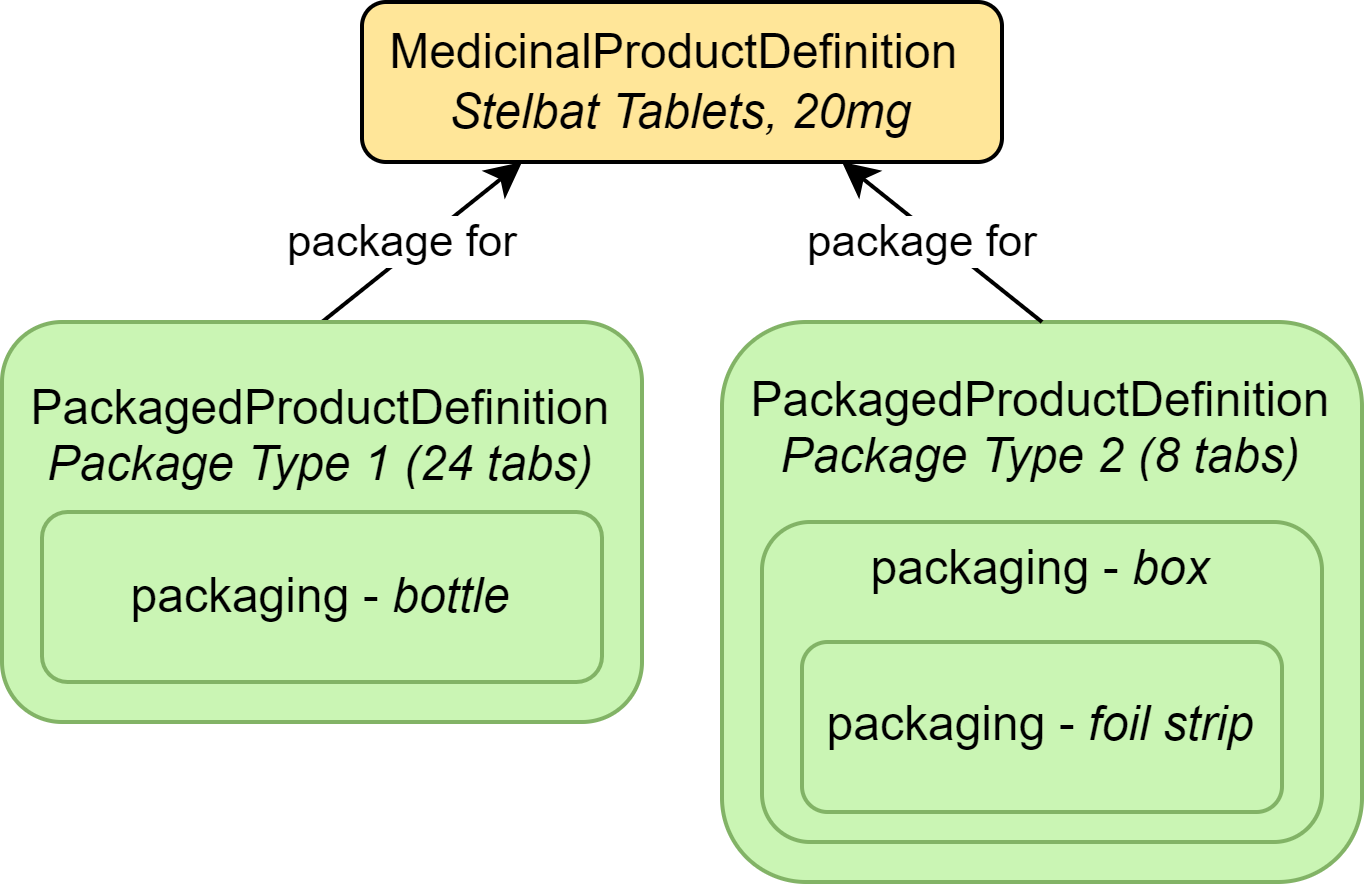 MedicinalProductDefinition
Stelbat Tablets, 20mg
package for
package for
PackagedProductDefinition
Package Type 1 (24 tabs)
packaging - bottle
PackagedProductDefinition
Package Type 2 (8 tabs)
packaging - box
packaging - foil strip